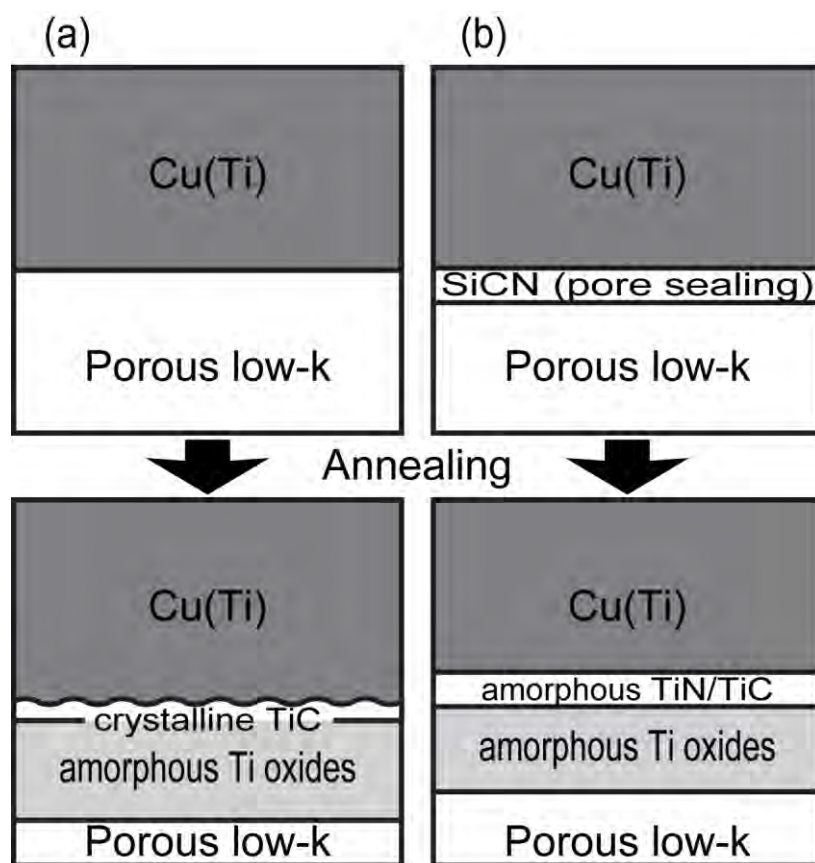 (a)
(b)
Cu(Ti)
Porous low-k
Cu(Ti)
SiCN (pore sealing)
Porous low-k
Annealing
Cu(Ti)
crystalline TiC
amorphous Ti oxides
Porous low-k
Cu(Ti)
amorphous TiN/TiC
amorphous Ti oxides
Porous low-k